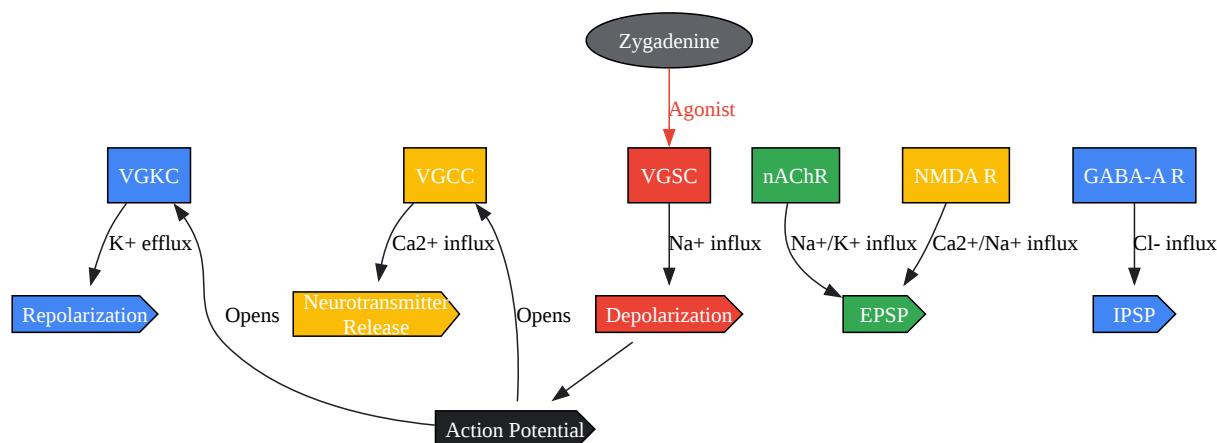 Zygadenine
Agonist
VGKC
VGCC
VGSC
nAChR
NMDA R
GABA-A R
K+ efflux
Ca2+ influx
Na+ influx
Na+/K+ influx
Ca2+/Na+ influx
Cl- influx
Repolarization
Opens
Neurotransmitter
Release
Opens
Depolarization
EPSP
IPSP
Action Potential